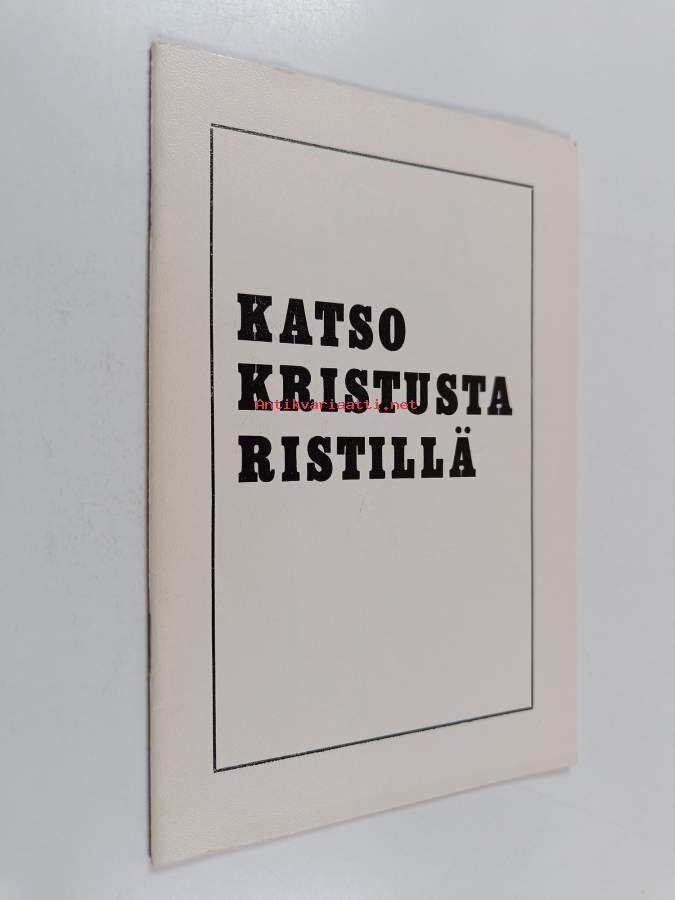 KATSO
KRISTUSTA
Antikvariaatti.net
RISTILLÄ